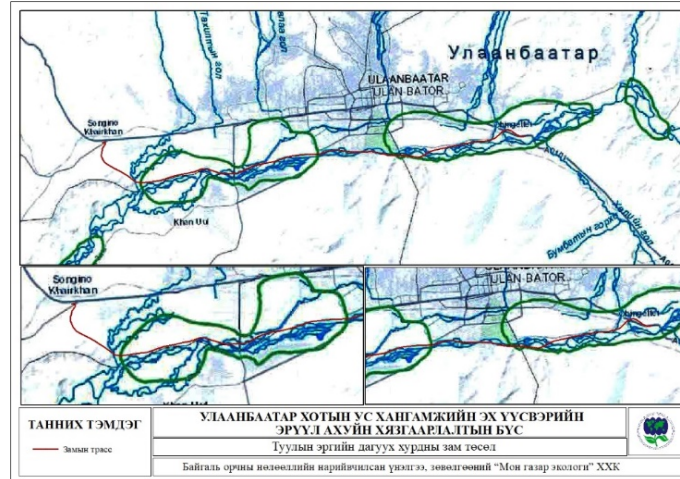 Улаанбаатар
ULAANBAATAR
ULAN-BATOR
Songino
Khairkhan
Khan Uul
Songino
Khairkhan
ULAN-BATOR
ТАННИХ ТЭМДЭГ
Замын трасс
УЛААНБААТАР ХОТЫН УС ХАНГАМЖИЙН ЭХ ҮҮСВЭРИЙН
ЭРҮҮЛ АХУЙН ХЯЗГААРЛАЛТЫН БҮС
Туулын эргийн дагуух хурдны зам төсөл
Байгаль орчны нөлөөллийн нарийвчилсан үнэлгээ, зөвөлгөөний “Мон газар экологи” ХХК